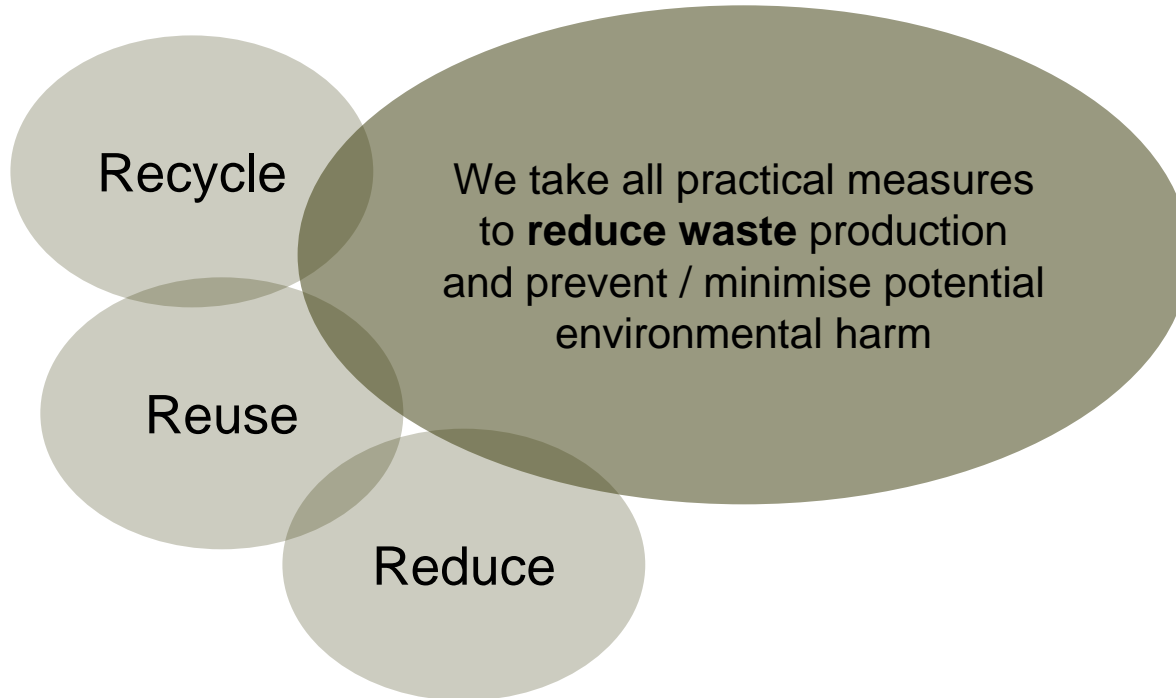 Recycle
We take all practical measures
to reduce waste production
and prevent / minimise potential
environmental harm
Reuse
Reduce